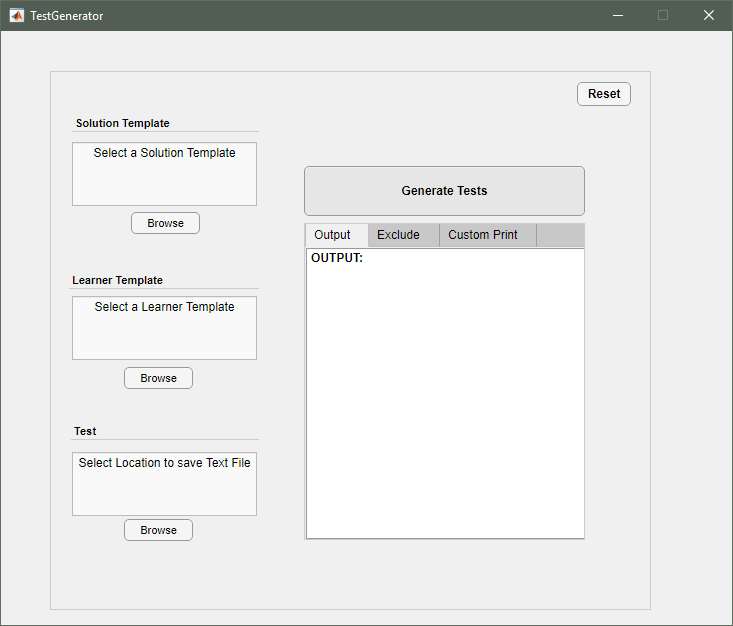 TestGenerator
Reset
Solution Template
Select a Solution Template
Browse
Learner Template
Select a Learner Template
Browse
Test
Select Location to save Text File
Browse
Generate Tests
Output Exclude Custom Print
OUTPUT: